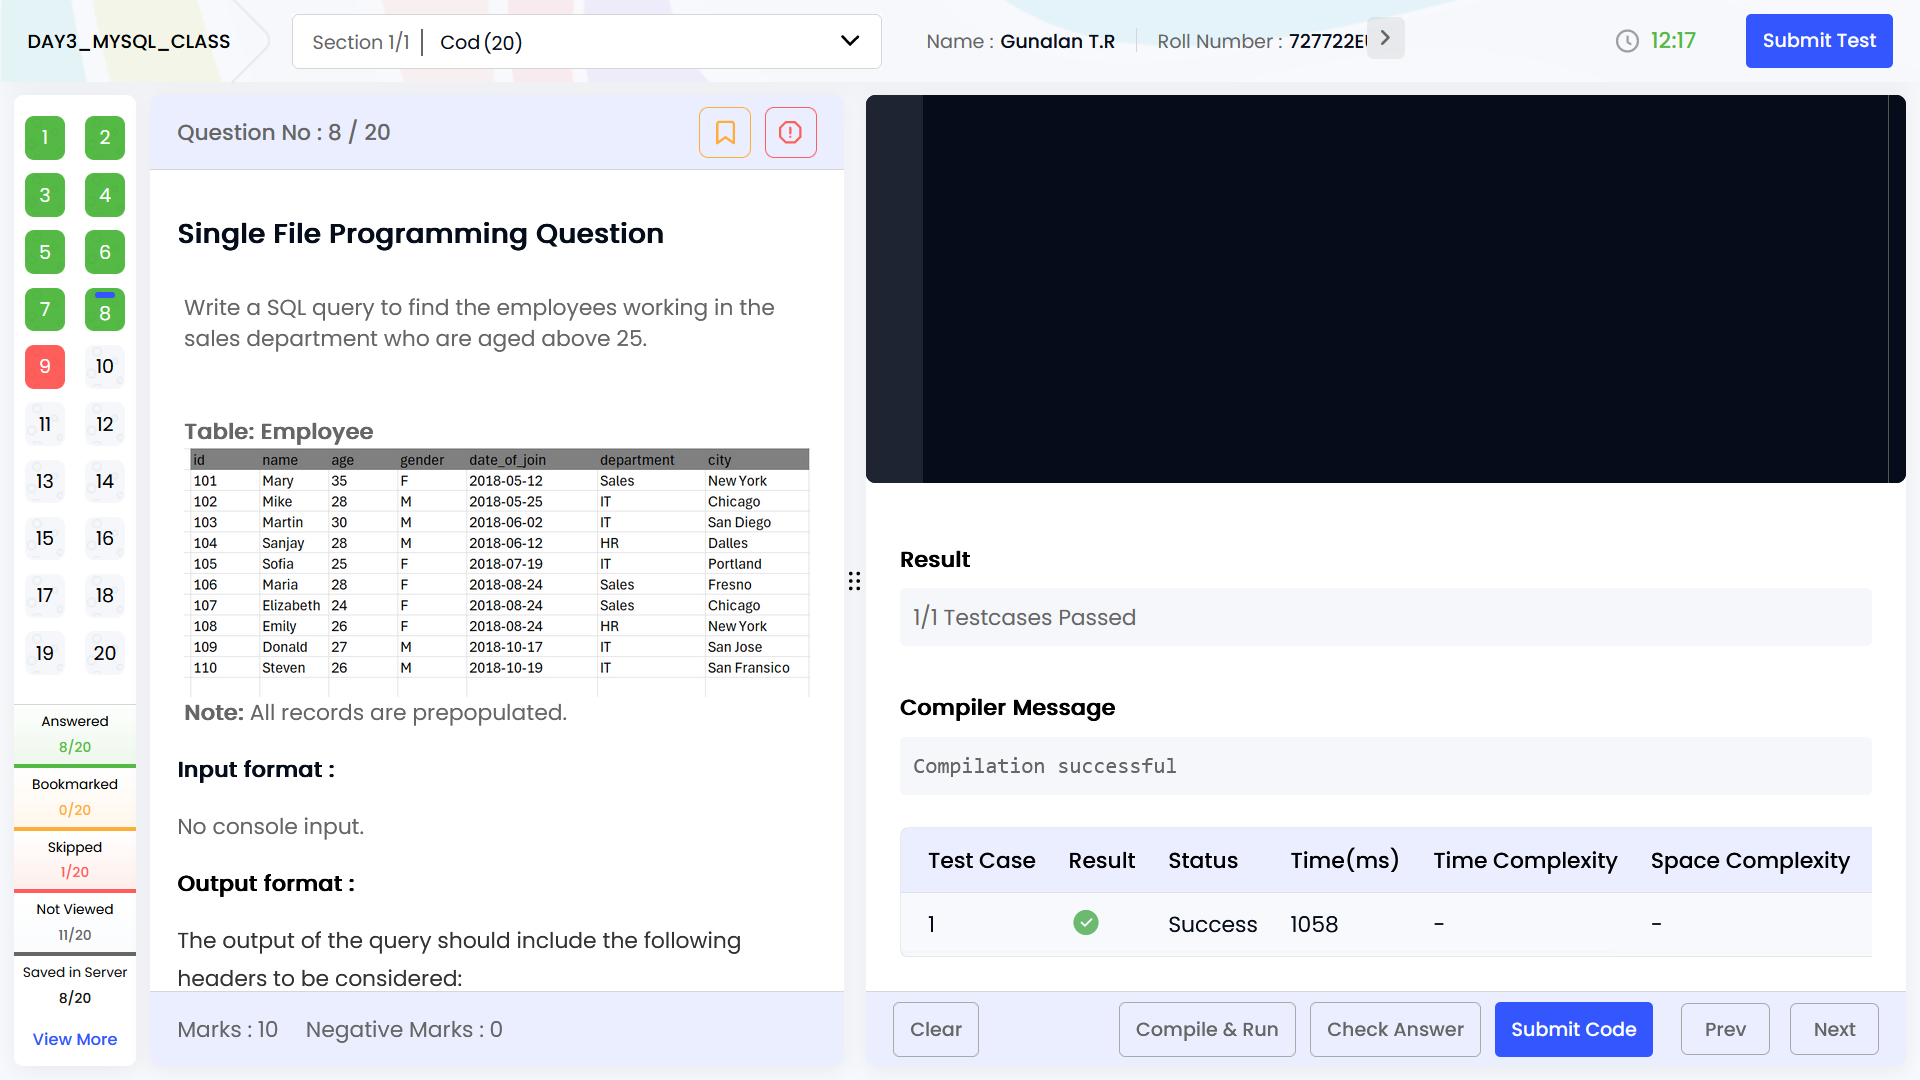 DAY3_MYSQL_CLASS
Section 1/1 | Cod (20)
Name : Gunalan T.R
Roll Number :
12:17
Submit Test
1 2
3 4
5 6
7 8
9 10
11 12
13 14
15 16
17 18
19 20
Answered
8/20
Bookmarked
0/20
Skipped
1/20
Not Viewed
11/20
Saved in Server
8/20
View More
Question No : 8 / 20
Single File Programming Question
Write a SQL query to find the employees working in the
sales department who are aged above 25.
Table: Employee
id name age gender date_of_join department city
101 Mary 35 F 2018-05-12 Sales New York
102 Mike 28 M 2018-05-25 IT Chicago
103 Martin 30 M 2018-06-02 IT San Diego
104 Sanjay 28 M 2018-06-12 HR Dalles
105 Sofia 25 F 2018-07-19 IT Portland
106 Maria 28 F 2018-08-24 Sales Fresno
107 Elizabeth 24 F 2018-08-24 Sales Chicago
108 Emily 26 F 2018-08-24 HR New York
109 Donald 27 M 2018-10-17 IT San Jose
110 Steven 26 M 2018-10-19 IT San Fransico
Note: All records are prepopulated.
Input format :
No console input.
Output format :
The output of the query should include the following
headers to be considered:
Marks : 10 Negative Marks : 0
Result
1/1 Testcases Passed
Compiler Message
Compilation successful
Test Case Result Status Time(ms) Time Complexity Space Complexity
1 Success 1058 - -
Clear
Compile & Run
Check Answer
Submit Code
Prev
Next